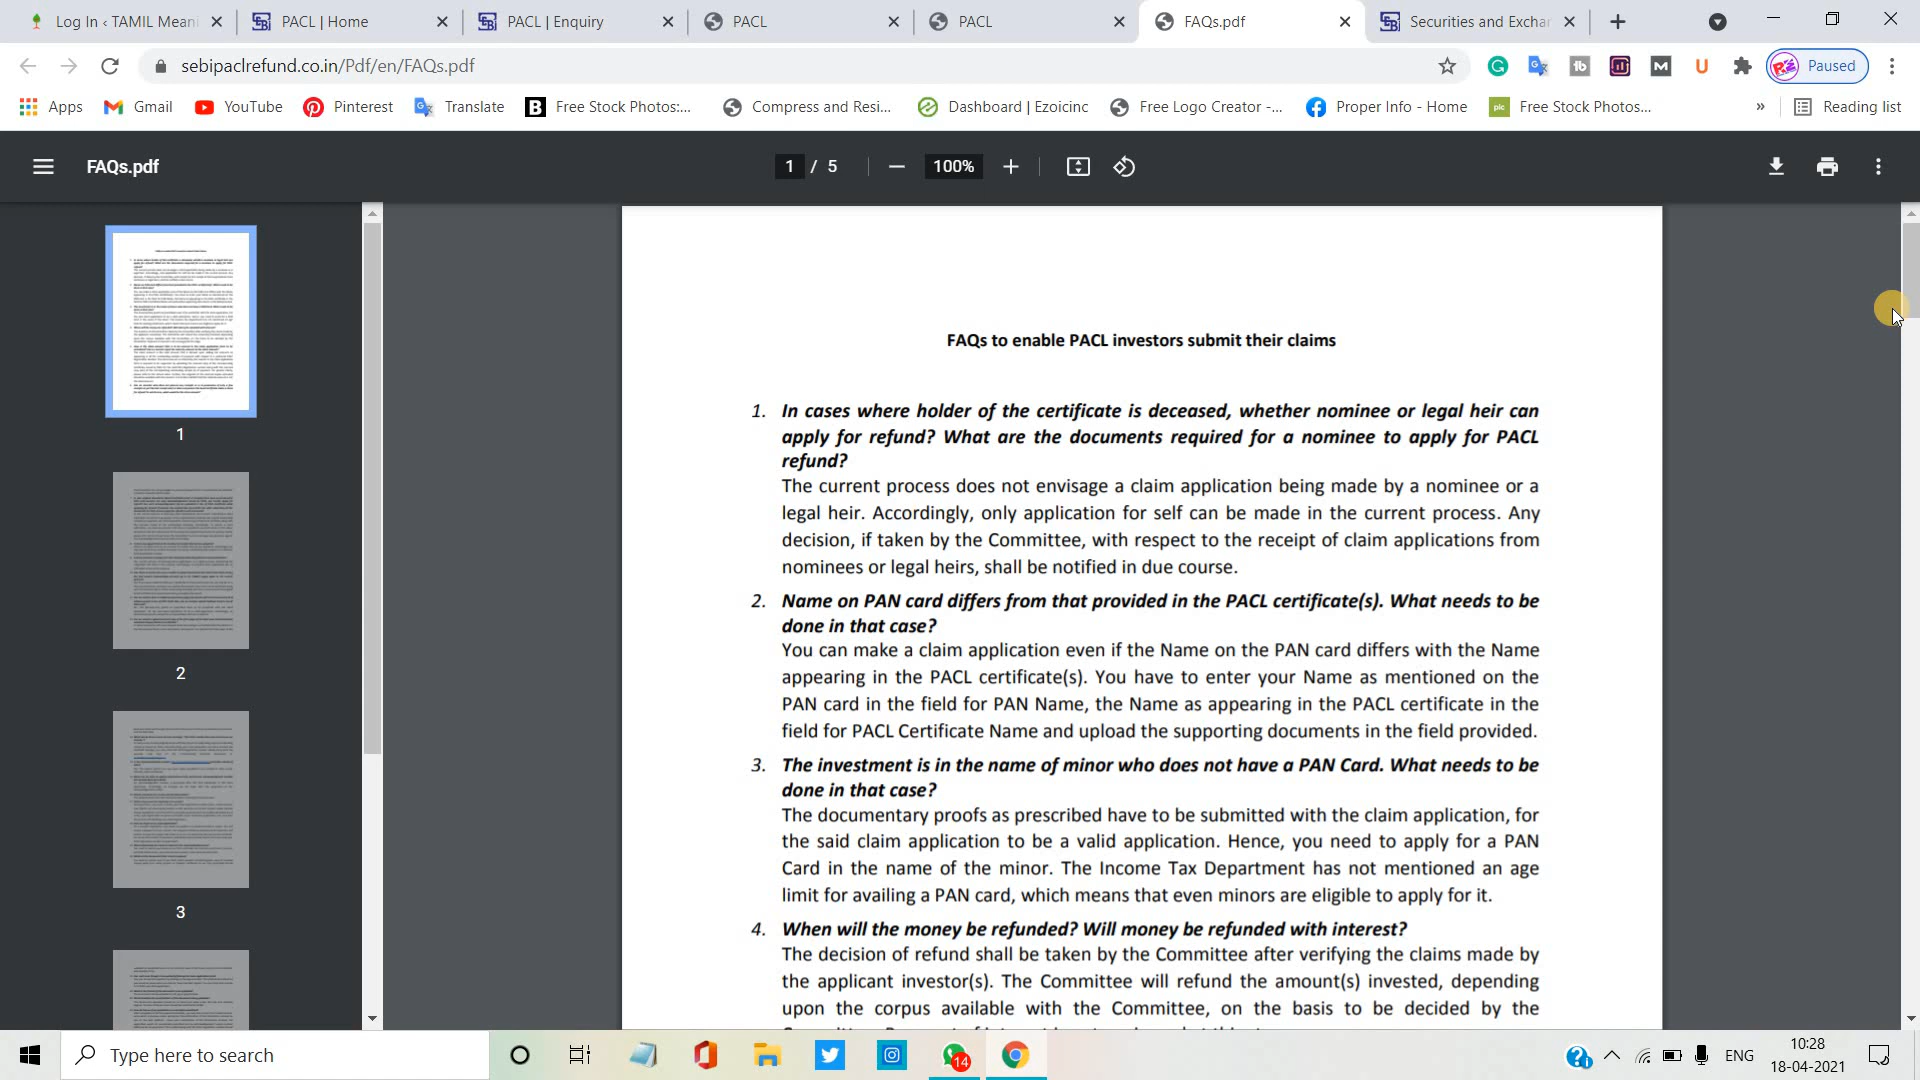 Log In ‹ TAMIL Meani
PACL | Home
PACL | Enquiry
PACL
PACL
FAQs.pdf
Securities and Exchan
sebipaclrefund.co.in/Pdf/en/FAQs.pdf
Paused
Apps
Gmail
YouTube
Pinterest
Translate
Free Stock Photos:...
Compress and Resi...
Dashboard | Ezoicinc
Free Logo Creator -...
Proper Info - Home
Free Stock Photos...
»
Reading list
FAQs.pdf
1 / 5
100%
1
2
3
FAQs to enable PACL investors submit their claims
1. In cases where holder of the certificate is deceased, whether nominee or legal heir can
apply for refund? What are the documents required for a nominee to apply for PACL
refund?
The current process does not envisage a claim application being made by a nominee or a
legal heir. Accordingly, only application for self can be made in the current process. Any
decision, if taken by the Committee, with respect to the receipt of claim applications from
nominees or legal heirs, shall be notified in due course.
2. Name on PAN card differs from that provided in the PACL certificate(s). What needs to be
done in that case?
You can make a claim application even if the Name on the PAN card differs with the Name
appearing in the PACL certificate(s). You have to enter your Name as mentioned on the
PAN card in the field for PAN Name, the Name as appearing in the PACL certificate in the
field for PACL Certificate Name and upload the supporting documents in the field provided.
3. The investment is in the name of minor who does not have a PAN Card. What needs to be
done in that case?
The documentary proofs as prescribed have to be submitted with the claim application, for
the said claim application to be a valid application. Hence, you need to apply for a PAN
Card in the name of the minor. The Income Tax Department has not mentioned an age
limit for availing a PAN card, which means that even minors are eligible to apply for it.
4. When will the money be refunded? Will money be refunded with interest?
The decision of refund shall be taken by the Committee after verifying the claims made by
the applicant investor(s). The Committee will refund the amount(s) invested, depending
upon the corpus available with the Committee, on the basis to be decided by the
Type here to search
14
ENG
10:28
18-04-2021